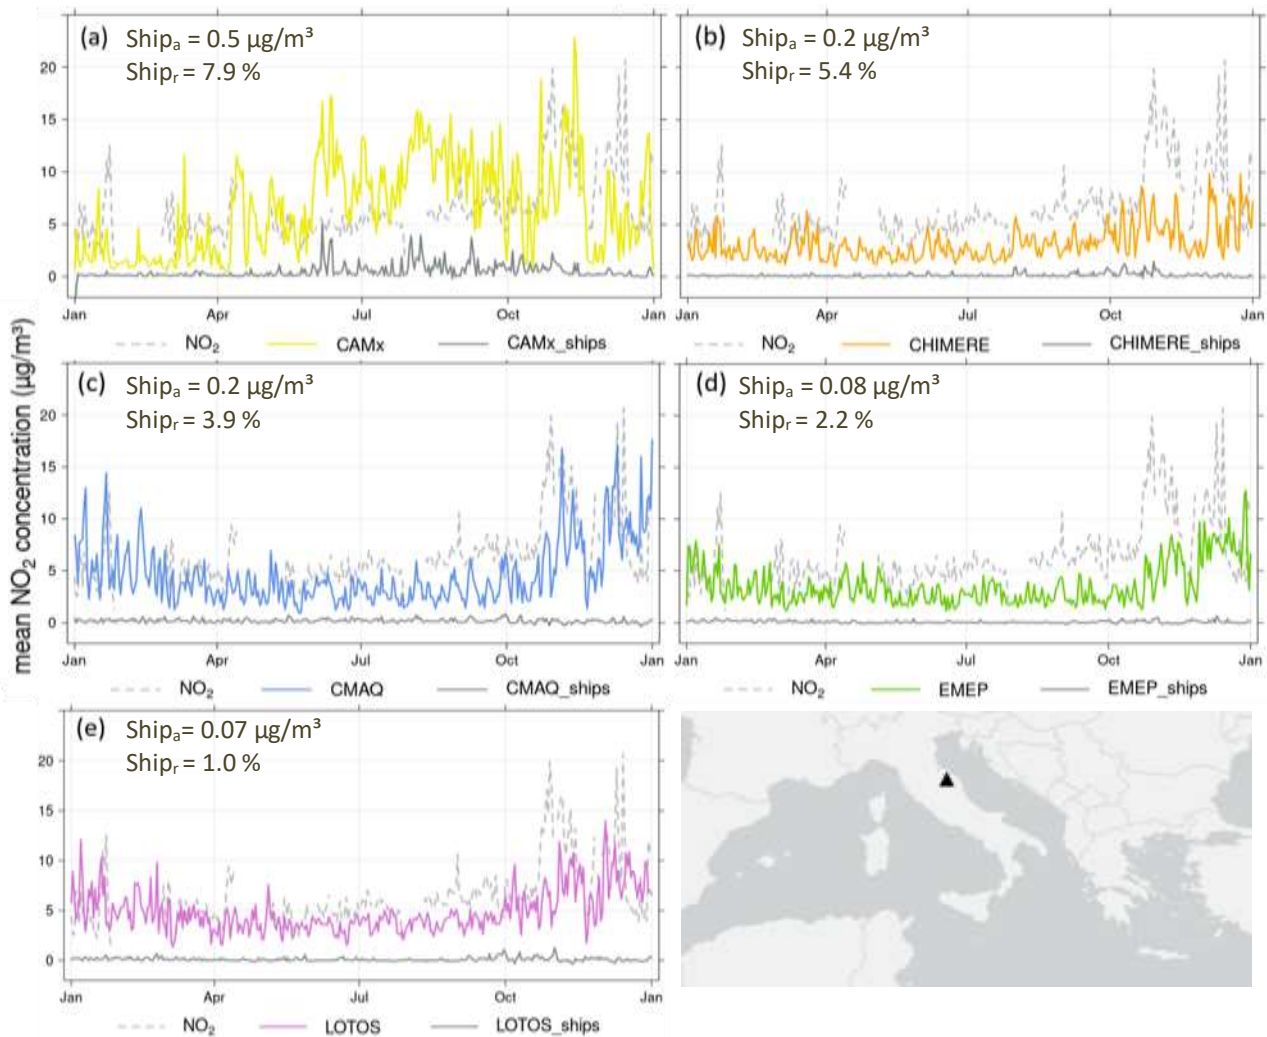 (a) Shipₐ = 0.5 µg/m³
Shipᵣ = 7.9 %
20
15
10
5
0
Jan Apr Jul Oct Jan
NO₂ CAMx CAMx_ships
(b) Shipₐ = 0.2 µg/m³
Shipᵣ = 5.4 %
Jan Apr Jul Oct Jan
NO₂ CHIMERE CHIMERE_ships
mean NO₂ concentration (µg/m³)
(c) Shipₐ = 0.2 µg/m³
Shipᵣ = 3.9 %
20
15
10
5
0
Jan Apr Jul Oct Jan
NO₂ CMAQ CMAQ_ships
(d) Shipₐ = 0.08 µg/m³
Shipᵣ = 2.2 %
Jan Apr Jul Oct Jan
NO₂ EMEP EMEP_ships
(e) Shipₐ= 0.07 µg/m³
Shipᵣ = 1.0 %
20
15
10
5
0
Jan Apr Jul Oct Jan
NO₂ LOTOS LOTOS_ships